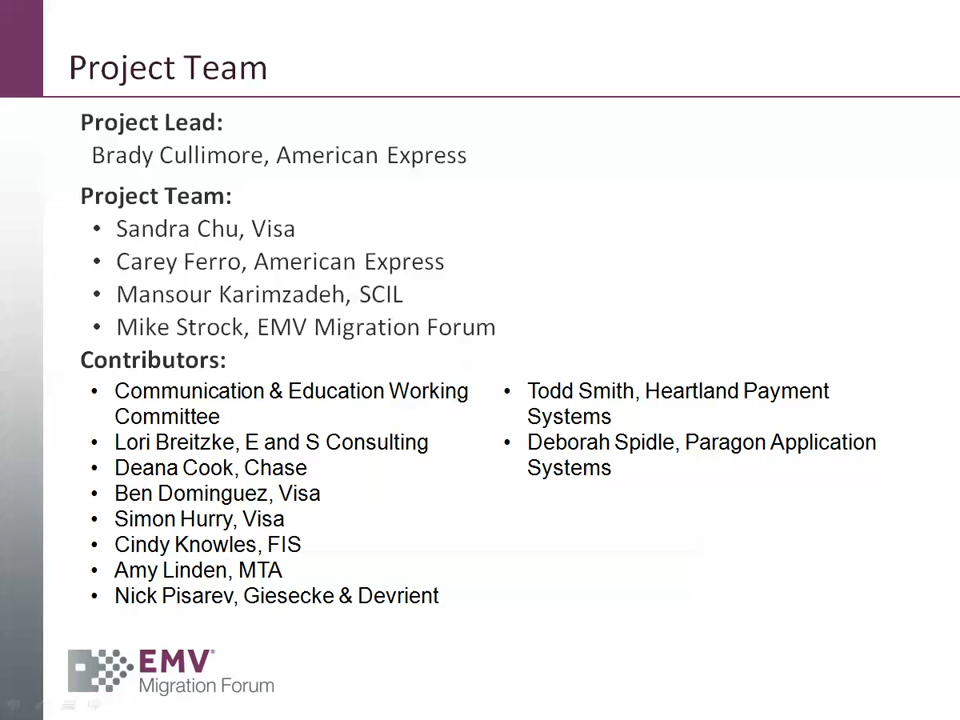 Project Team
Project Lead:
Brady Cullimore, American Express
Project Team:
• Sandra Chu, Visa
• Carey Ferro, American Express
• Mansour Karimzadeh, SCIL
• Mike Strock, EMV Migration Forum
Contributors:
• Communication & Education Working
Committee
• Lori Breitzke, E and S Consulting
• Deana Cook, Chase
• Ben Dominguez, Visa
• Simon Hurry, Visa
• Cindy Knowles, FIS
• Amy Linden, MTA
• Nick Pisarev, Giesecke & Devrient
• Todd Smith, Heartland Payment
Systems
• Deborah Spidle, Paragon Application
Systems
EMV®
Migration Forum